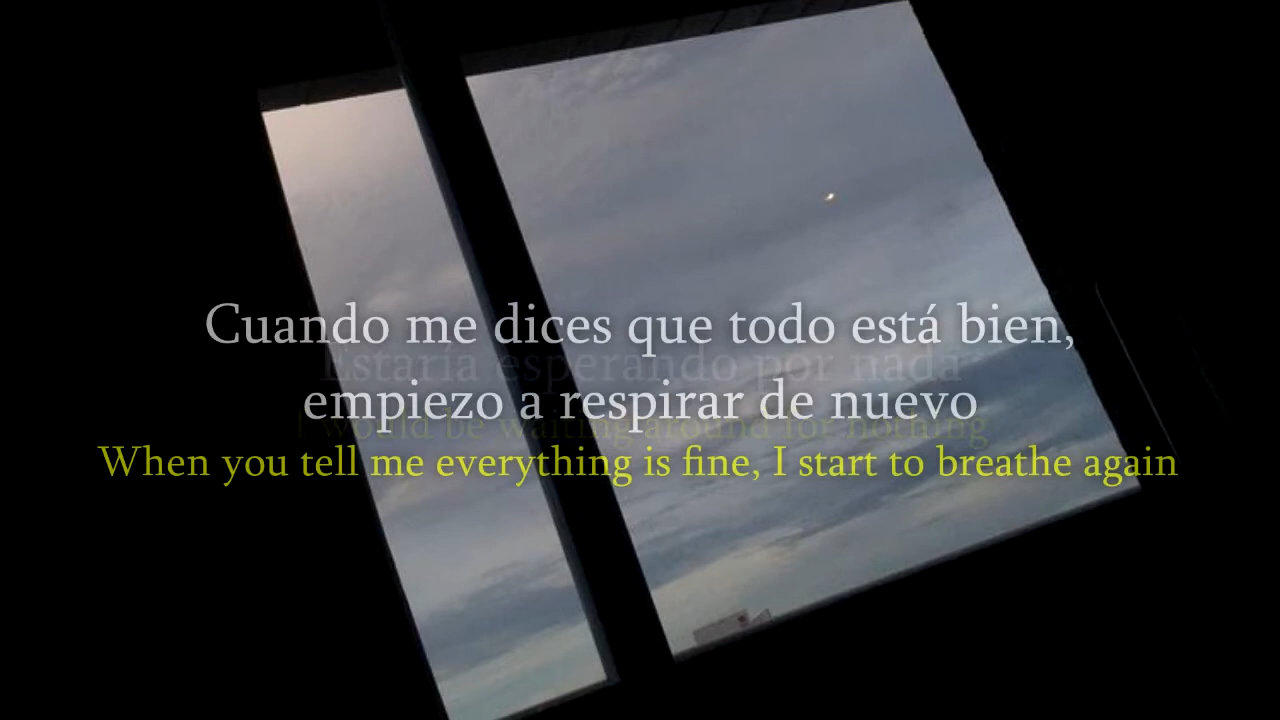 Cuando me dices que todo está bien,
Estaría esperando por nada
empiezo a respirar de nuevo
I would be waiting around for nothing
When you tell me everything is fine, I start to breathe again